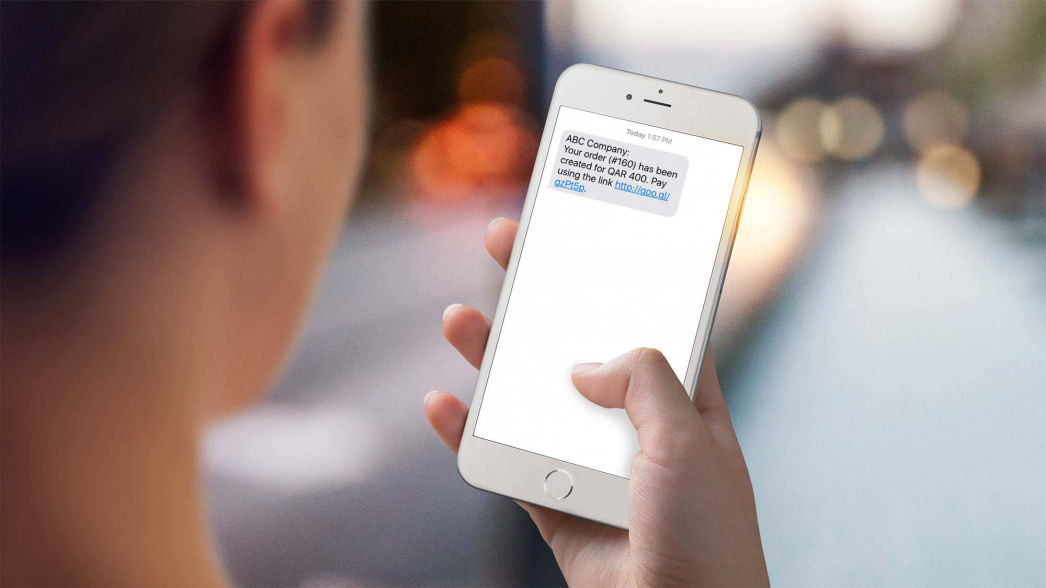 Today 1:57 PM
ABC Company:
Your order (#160) has been
created for QAR 400. Pay
using the link http://goo.gl/
gzPt5p.